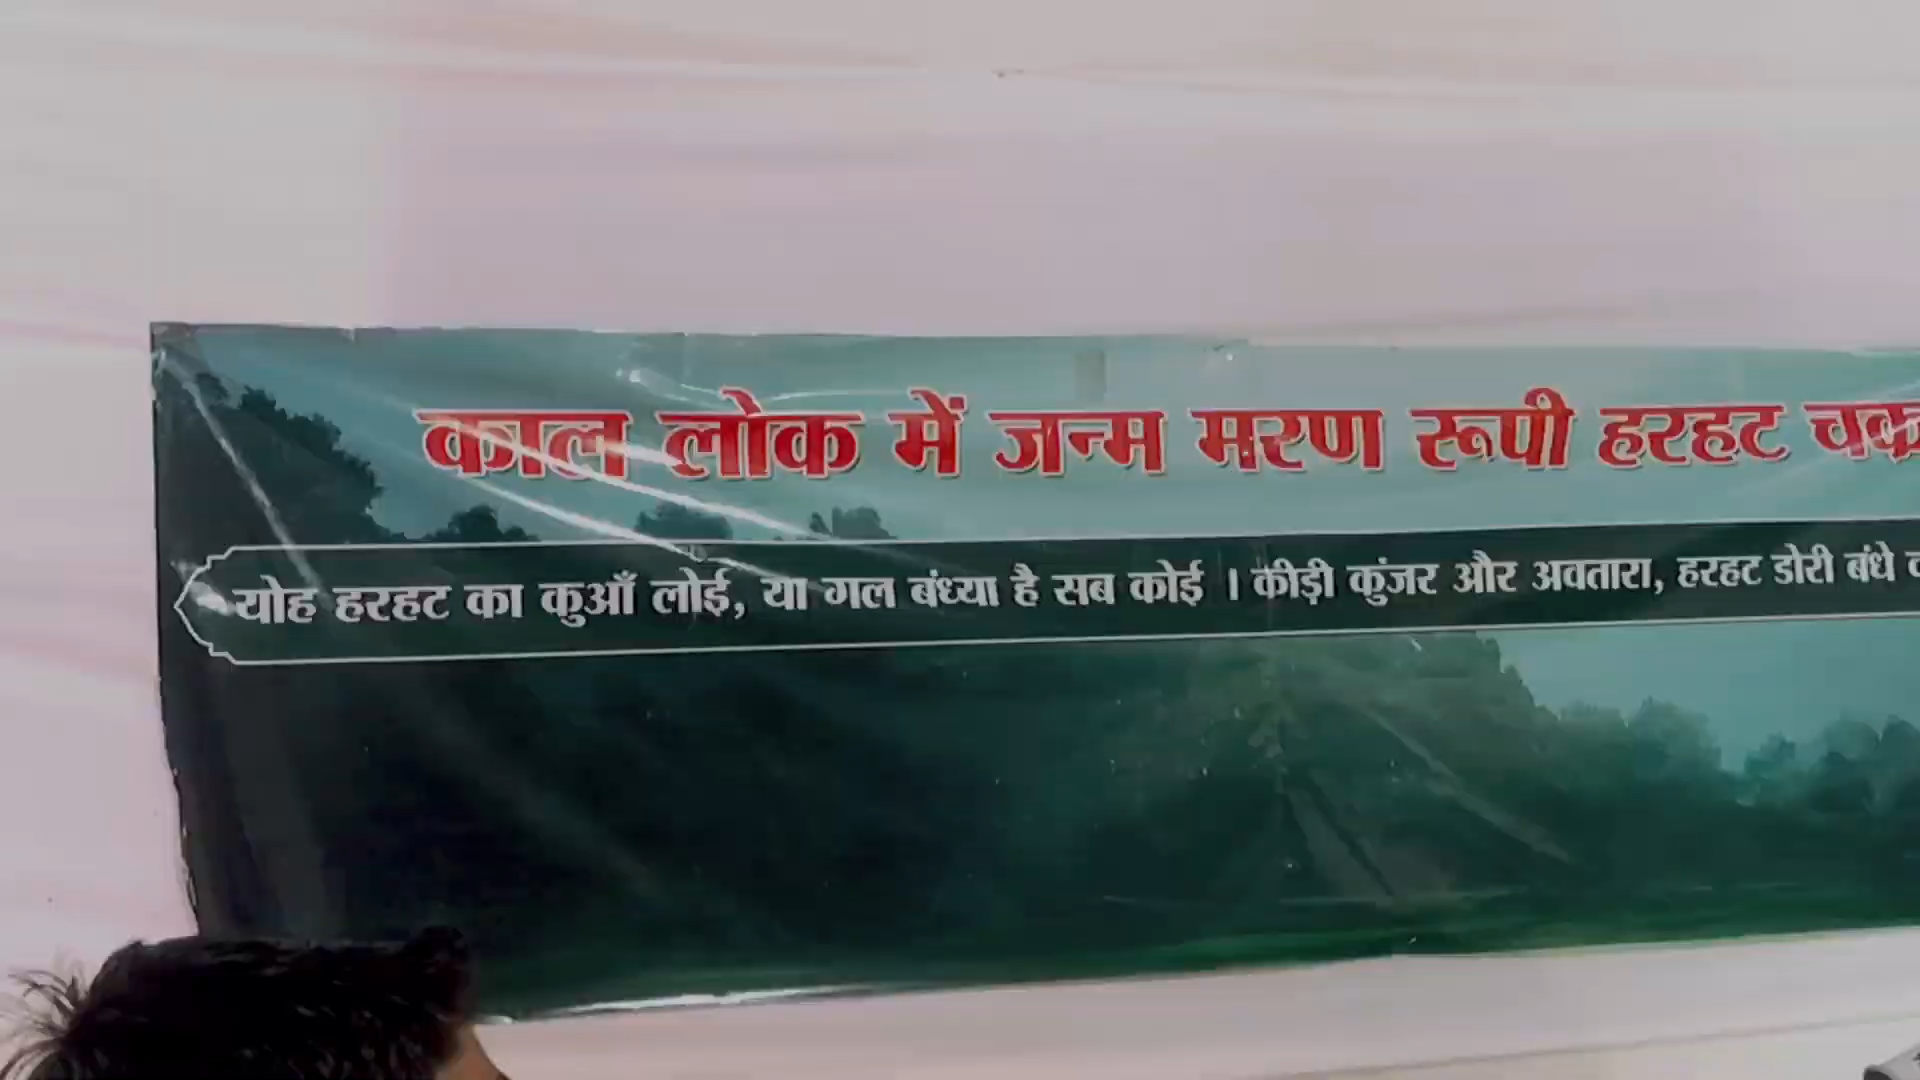 काल लोक में जन्म मरण रूपी हरहट चक्र
योह हरहट का कुआँ लोई, या गल बंध्या है सब कोई । कीड़ी कुंजर और अवतारा, हरहट डोरी बंधे